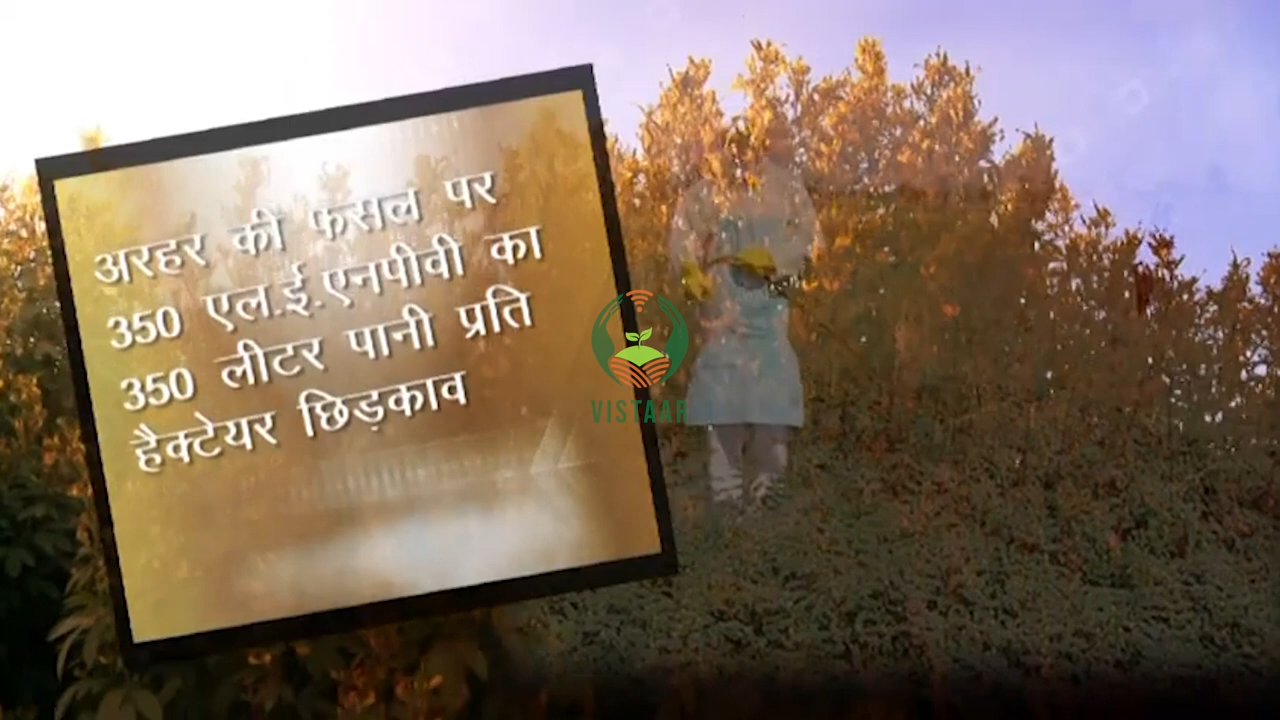 अरहर की फसल पर
350 एल.ई.एनपीवी का
350 लीटर पानी प्रति
हैक्टेयर छिड़काव
VISTAAR